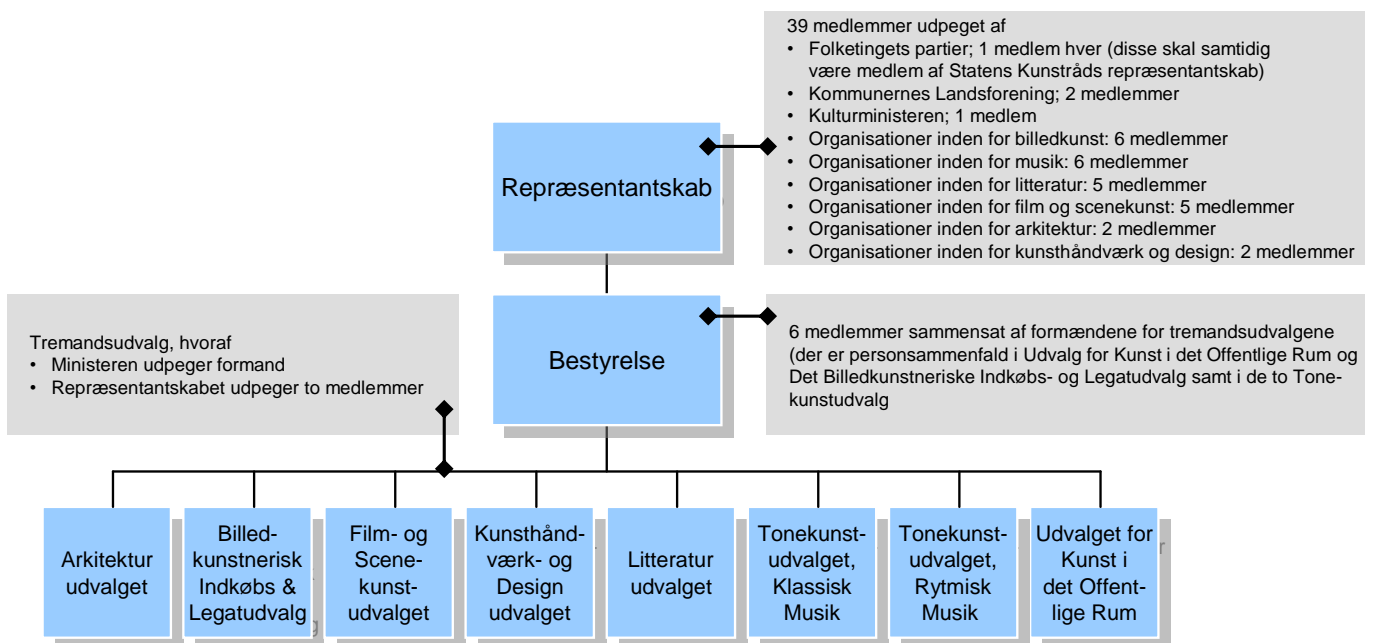 39 medlemmer udpeget af
• Folketingets partier; 1 medlem hver (disse skal samtidig
være medlem af Statens Kunstråds repræsentantskab)
• Kommunernes Landsforening; 2 medlemmer
• Kulturministeren; 1 medlem
• Organisationer inden for billedkunst: 6 medlemmer
• Organisationer inden for musik: 6 medlemmer
• Organisationer inden for litteratur: 5 medlemmer
• Organisationer inden for film og scenekunst: 5 medlemmer
• Organisationer inden for arkitektur: 2 medlemmer
• Organisationer inden for kunsthåndværk og design: 2 medlemmer
Repræsentantskab
Tremandsudvalg, hvoraf
• Ministeren udpeger formand
• Repræsentantskabet udpeger to medlemmer
Bestyrelse
6 medlemmer sammensat af formændene for tremandsudvalgene
(der er personsammenfald i Udvalg for Kunst i det Offentlige Rum og
Det Billedkunstneriske Indkøbs- og Legatudvalg samt i de to Tone-
kunstudvalg
Arkitektur
udvalget
Billed-
kunstnerisk
Indkøbs &
Legatudvalg
Film- og
Scene-
kunst-
udvalget
Kunsthånd-
værk- og
Design
udvalget
Litteratur
udvalget
Tonekunst-
udvalget,
Klassisk
Musik
Tonekunst-
udvalget,
Rytmisk
Musik
Udvalget for
Kunst i
det Offent-
lige Rum